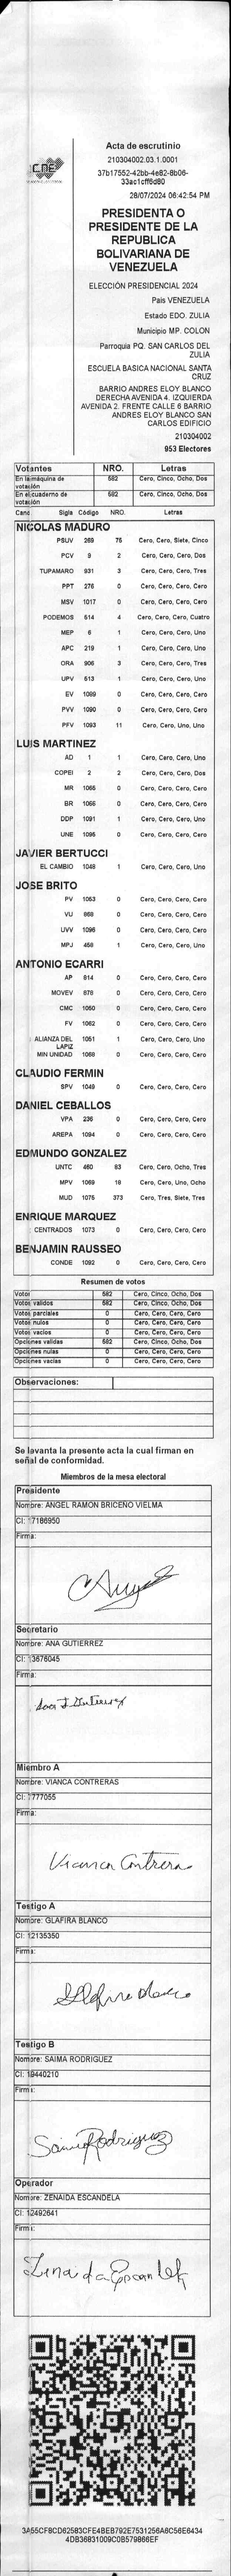 Acta de escrutinio
CNE
210304002.03.1.0001
37b17552-42bb-4e82-8b06-
33ac1cff6d80
28/07/2024 06:42:54 PM
PRESIDENTA O
PRESIDENTE DE LA
REPUBLICA
BOLIVARIANA DE
VENEZUELA
ELECCIÓN PRESIDENCIAL 2024
Pais VENEZUELA
Estado EDO. ZULIA
Municipio MP. COLON
Parroquia PQ. SAN CARLOS DEL
ZULIA
ESCUELA BASICA NACIONAL SANTA
CRUZ
BARRIO ANDRES ELOY BLANCO
DERECHA AVENIDA 4. IZQUIERDA
AVENIDA 2. FRENTE CALLE 6 BARRIO
ANDRES ELOY BLANCO SAN
CARLOS EDIFICIO
210304002
953 Electores
Votantes NRO. Letras
En la máquina de votación 582 Cero, Cinco, Ocho, Dos
En el cuaderno de votación 582 Cero, Cinco, Ocho, Dos
Cand. Sigla Código NRO. Letras
NICOLAS MADURO
PSUV 269 75 Cero, Cero, Siete, Cinco
PCV 9 2 Cero, Cero, Cero, Dos
TUPAMARO 931 3 Cero, Cero, Cero, Tres
PPT 276 0 Cero, Cero, Cero, Cero
MSV 1017 0 Cero, Cero, Cero, Cero
PODEMOS 514 4 Cero, Cero, Cero, Cuatro
MEP 6 1 Cero, Cero, Cero, Uno
APC 219 1 Cero, Cero, Cero, Uno
ORA 906 3 Cero, Cero, Cero, Tres
UPV 513 1 Cero, Cero, Cero, Uno
EV 1089 0 Cero, Cero, Cero, Cero
PVV 1090 0 Cero, Cero, Cero, Cero
PFV 1093 11 Cero, Cero, Uno, Uno
LUIS MARTINEZ
AD 1 1 Cero, Cero, Cero, Uno
COPEI 2 2 Cero, Cero, Cero, Dos
MR 1055 0 Cero, Cero, Cero, Cero
BR 1066 0 Cero, Cero, Cero, Cero
DDP 1091 1 Cero, Cero, Cero, Uno
UNE 1095 0 Cero, Cero, Cero, Cero
JAVIER BERTUCCI
EL CAMBIO 1048 1 Cero, Cero, Cero, Uno
JOSE BRITO
PV 1053 0 Cero, Cero, Cero, Cero
VU 868 0 Cero, Cero, Cero, Cero
UVV 1096 0 Cero, Cero, Cero, Cero
MPJ 458 1 Cero, Cero, Cero, Uno
ANTONIO ECARRI
AP 814 0 Cero, Cero, Cero, Cero
MOVEV 878 0 Cero, Cero, Cero, Cero
CMC 1050 0 Cero, Cero, Cero, Cero
FV 1062 0 Cero, Cero, Cero, Cero
ALIANZA DEL LAPIZ 1051 1 Cero, Cero, Cero, Uno
MIN UNIDAD 1068 0 Cero, Cero, Cero, Cero
CLAUDIO FERMIN
SPV 1049 0 Cero, Cero, Cero, Cero
DANIEL CEBALLOS
VPA 236 0 Cero, Cero, Cero, Cero
AREPA 1094 0 Cero, Cero, Cero, Cero
EDMUNDO GONZALEZ
UNTC 460 83 Cero, Cero, Ocho, Tres
MPV 1069 18 Cero, Cero, Uno, Ocho
MUD 1075 373 Cero, Tres, Siete, Tres
ENRIQUE MARQUEZ
CENTRADOS 1073 0 Cero, Cero, Cero, Cero
BENJAMIN RAUSSEO
CONDE 1092 0 Cero, Cero, Cero, Cero
Resumen de votos
Votos 582 Cero, Cinco, Ocho, Dos
Votos válidos 582 Cero, Cinco, Ocho, Dos
Votos parciales 0 Cero, Cero, Cero, Cero
Votos nulos 0 Cero, Cero, Cero, Cero
Votos vacíos 0 Cero, Cero, Cero, Cero
Opciones validas 582 Cero, Cinco, Ocho, Dos
Opciones nulas 0 Cero, Cero, Cero, Cero
Opciones vacías 0 Cero, Cero, Cero, Cero
Observaciones:
Se levanta la presente acta la cual firman en
señal de conformidad.
Miembros de la mesa electoral
Presidente
Nombre: ANGEL RAMON BRICENO VIELMA
CI: 17186950
Firma:
Secretario
Nombre: ANA GUTIERREZ
CI: 13676045
Firma:
Miembro A
Nombre: VIANCA CONTRERAS
CI: 7777055
Firma:
Vianca Contreras
Testigo A
Nombre: GLAFIRA BLANCO
CI: 12135350
Firma:
Glafira Blanco
Testigo B
Nombre: SAIMA RODRIGUEZ
CI: 19440210
Firma:
Saima Rodriguez
Operador
Nombre: ZENAIDA ESCANDELA
CI: 12492641
Firma:
Zenaida Escandela
3A55CF8CD62583CFE4BEB792E7531256A6C56E6434
4DB36831009C0B579866EF